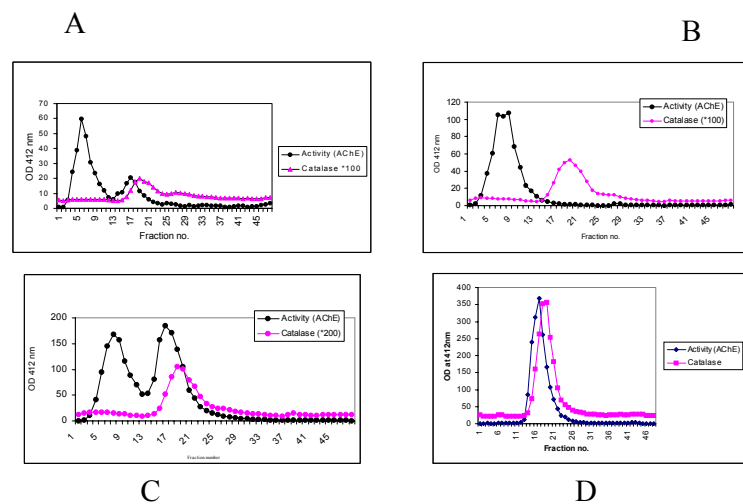 A
B
70
60
50
40
30
20
10
0
OD 412 nm
1 5 9 13 17 21 25 29 33 37 41 45
Fraction no.
Activity (AChE)
Catalase *100
120
100
80
60
40
20
0
OD 412 nm
1 5 9 13 17 21 25 29 33 37 41 45
Fraction no.
Activity (AChE)
Catalase (*100)
200
150
100
50
0
OD 412 nm
1 5 9 13 17 21 25 29 33 37 41 45
Fraction number
Activity (AChE)
Catalase (*200)
400
350
300
250
200
150
100
50
0
OD at 412nm
1 6 11 16 21 26 31 36 41 46
Fraction no.
Activity(AChE)
Catalase
C
D